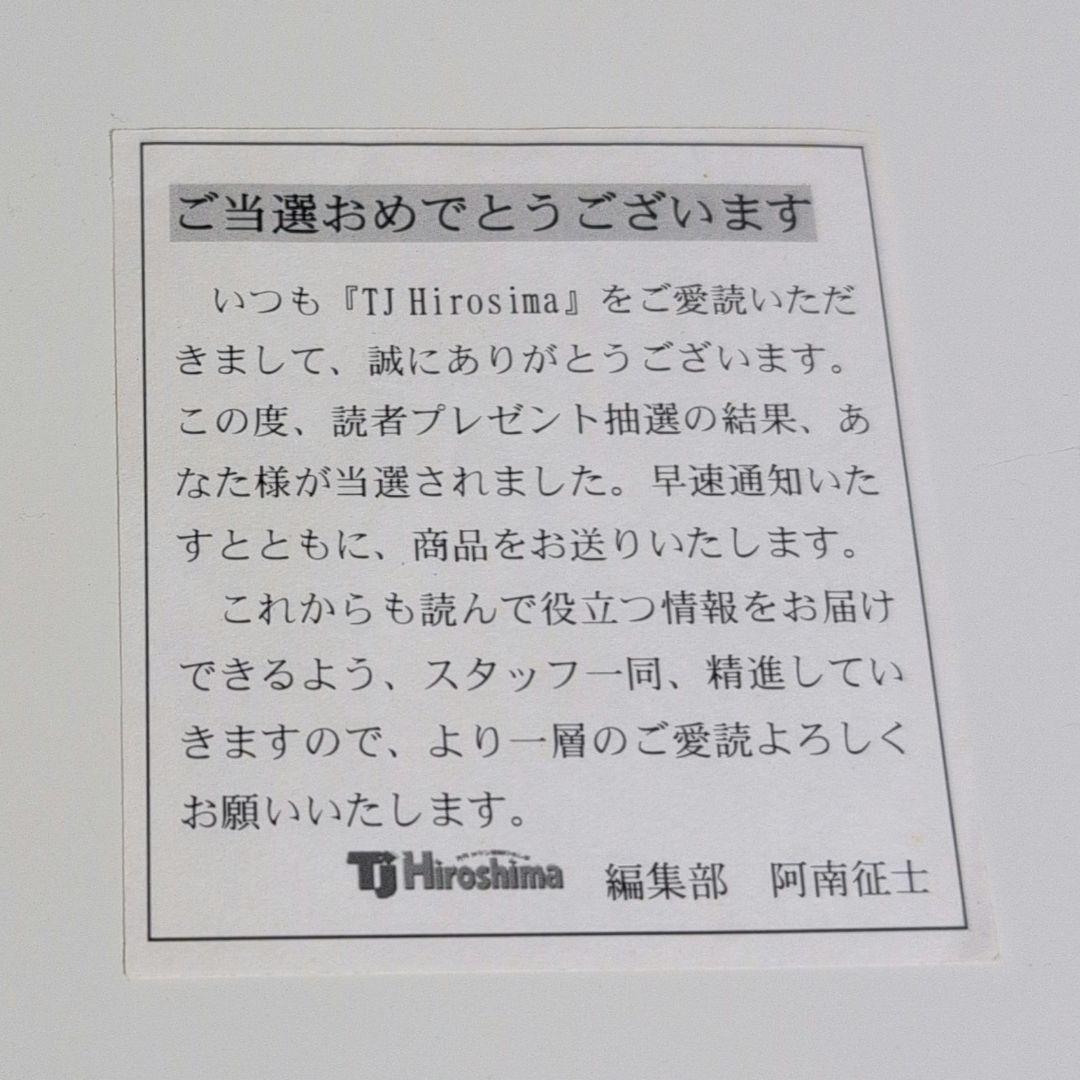 ご当選おめでとうございます
いつも『TJ Hirosima』をご愛読いただ
きまして、誠にありがとうございます。
この度、読者プレゼント抽選の結果、あ
なた様が当選されました。早速通知いた
すとともに、商品をお送りいたします。
これからも読んで役立つ情報をお届け
できるよう、スタッフ一同、精進してい
きますので、より一層のご愛読よろしく
お願いいたします。
TJ Hiroshima 編集部 阿南征士